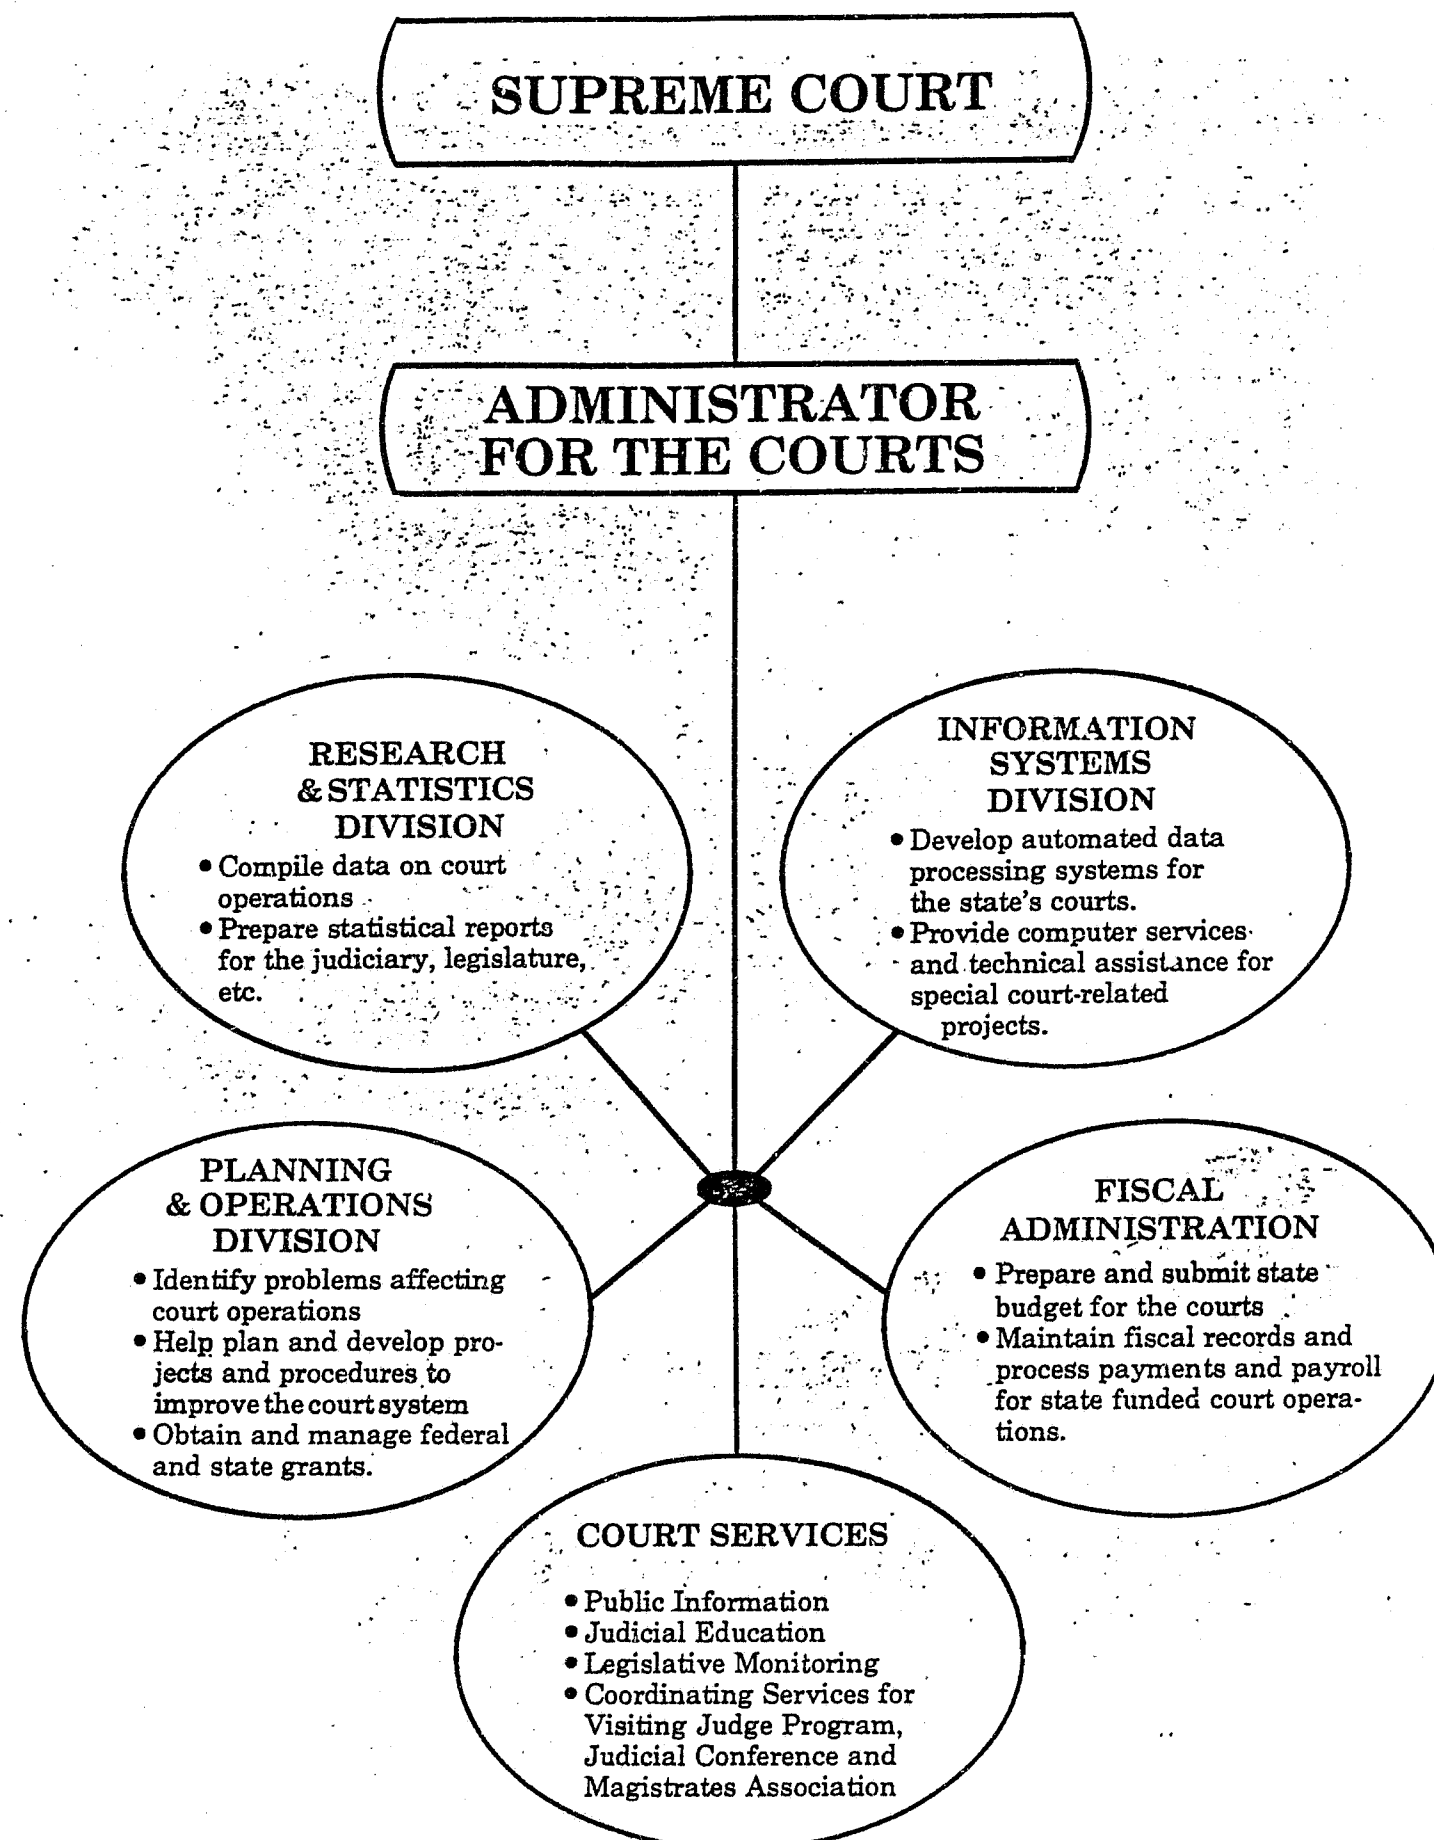 SUPREME COURT
ADMINISTRATOR
FOR THE COURTS
RESEARCH
& STATISTICS
DIVISION
• Compile data on court
operations
• Prepare statistical reports
for the judiciary, legislature,
etc.
INFORMATION
SYSTEMS
DIVISION
• Develop automated data
processing systems for
the state's courts.
• Provide computer services
and technical assistance for
special court-related
projects.
PLANNING
& OPERATIONS
DIVISION
• Identify problems affecting
court operations
• Help plan and develop pro-
jects and procedures to
improve the court system
• Obtain and manage federal
and state grants.
FISCAL
ADMINISTRATION
• Prepare and submit state
budget for the courts
• Maintain fiscal records and
process payments and payroll
for state funded court opera-
tions.
COURT SERVICES
• Public Information
• Judicial Education
• Legislative Monitoring
• Coordinating Services for
Visiting Judge Program,
Judicial Conference and
Magistrates Association